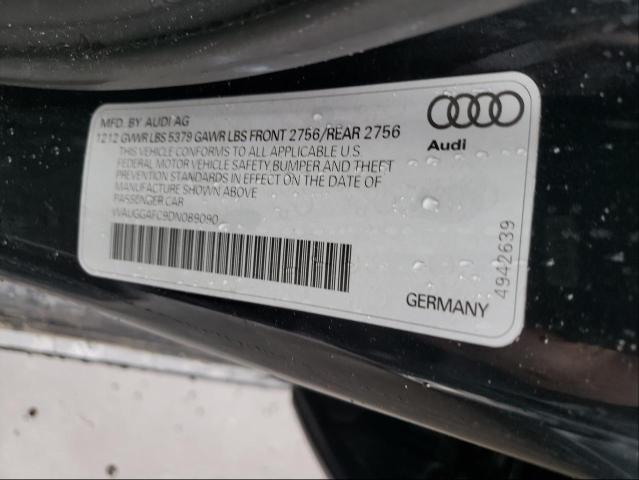 MFD. BY AUDI AG
1212 GVWR LBS 5379 GAWR LBS FRONT 2756/REAR 2756
THIS VEHICLE CONFORMS TO ALL APPLICABLE U.S
FEDERAL MOTOR VEHICLE SAFETY BUMPER AND THEFT
PREVENTION STANDARDS IN EFFECT ON THE DATE OF
MANUFACTURE SHOWN ABOVE
PASSENGER CAR
WAUGGAFC9DN089090
Audi
GERMANY
4942639